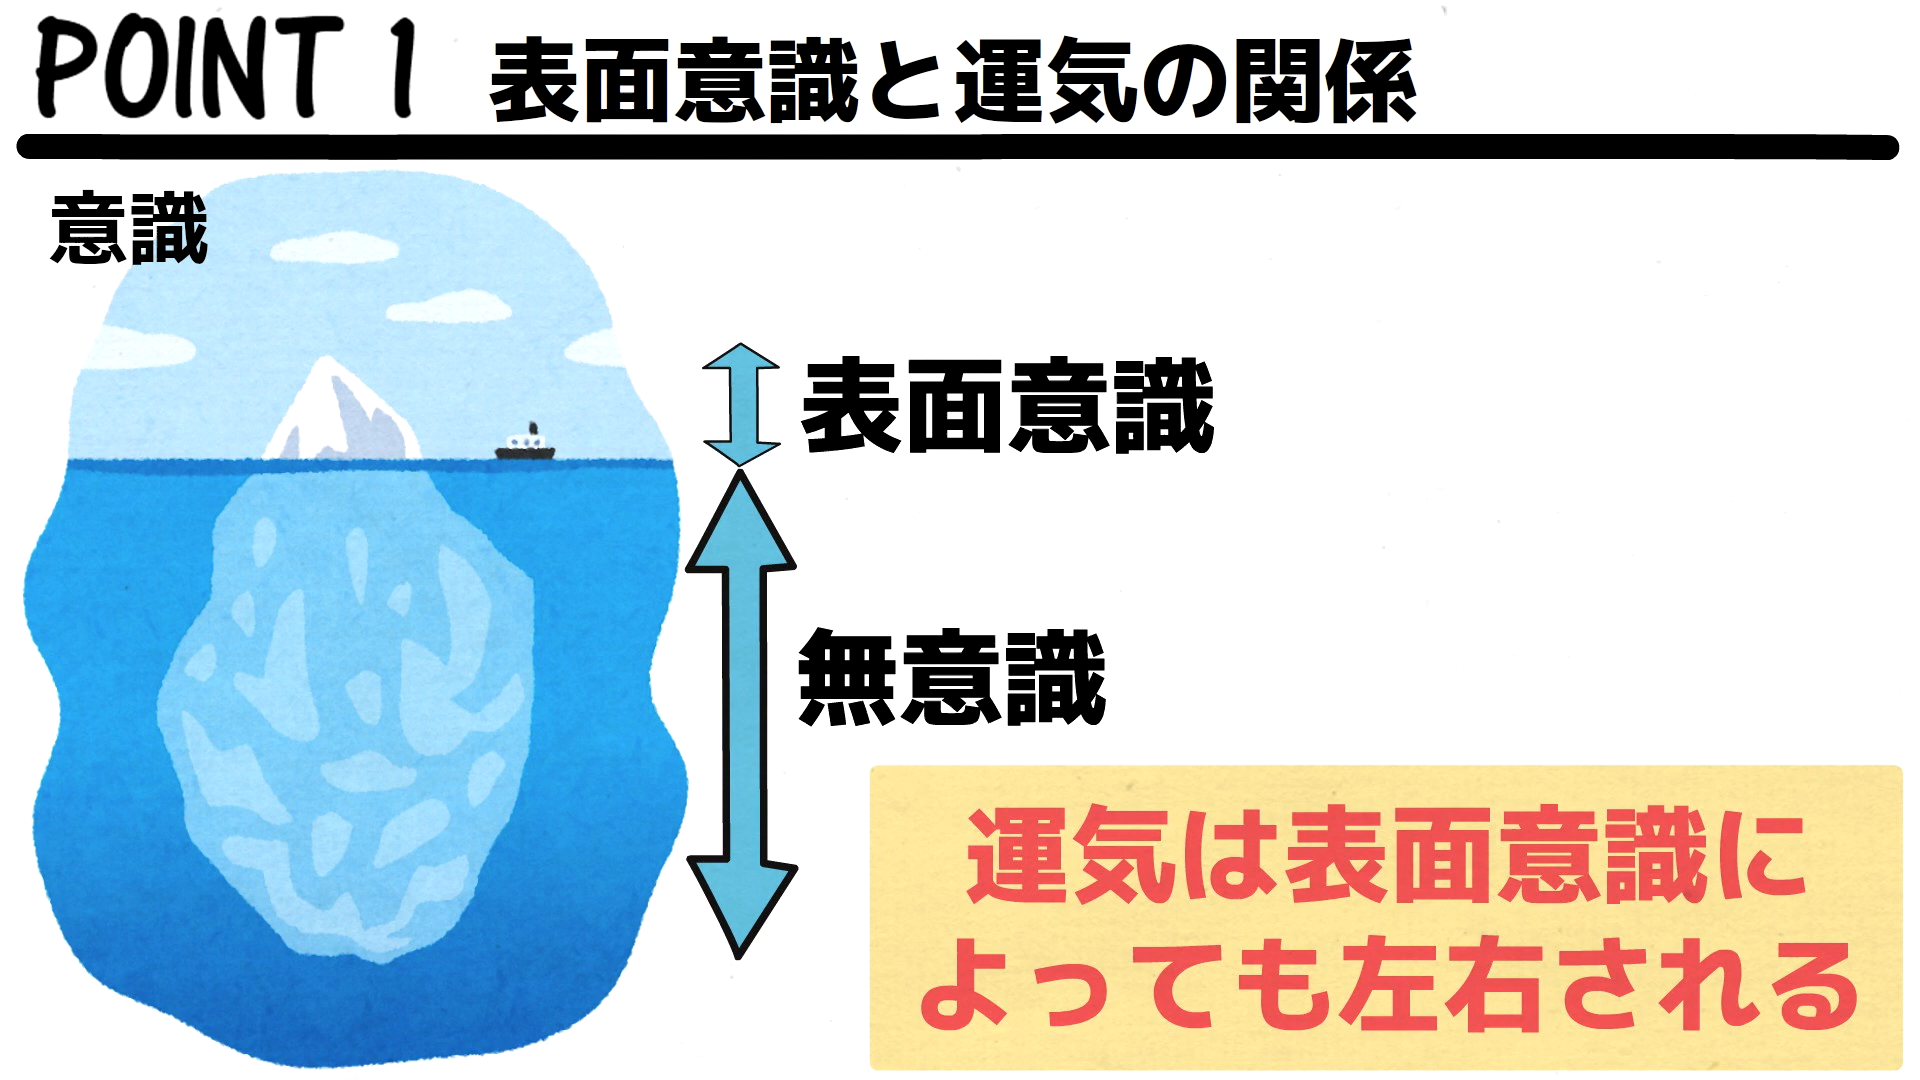 POINT 1 表面意識と運気の関係
意識
表面意識
無意識
運気は表面意識に
よっても左右される